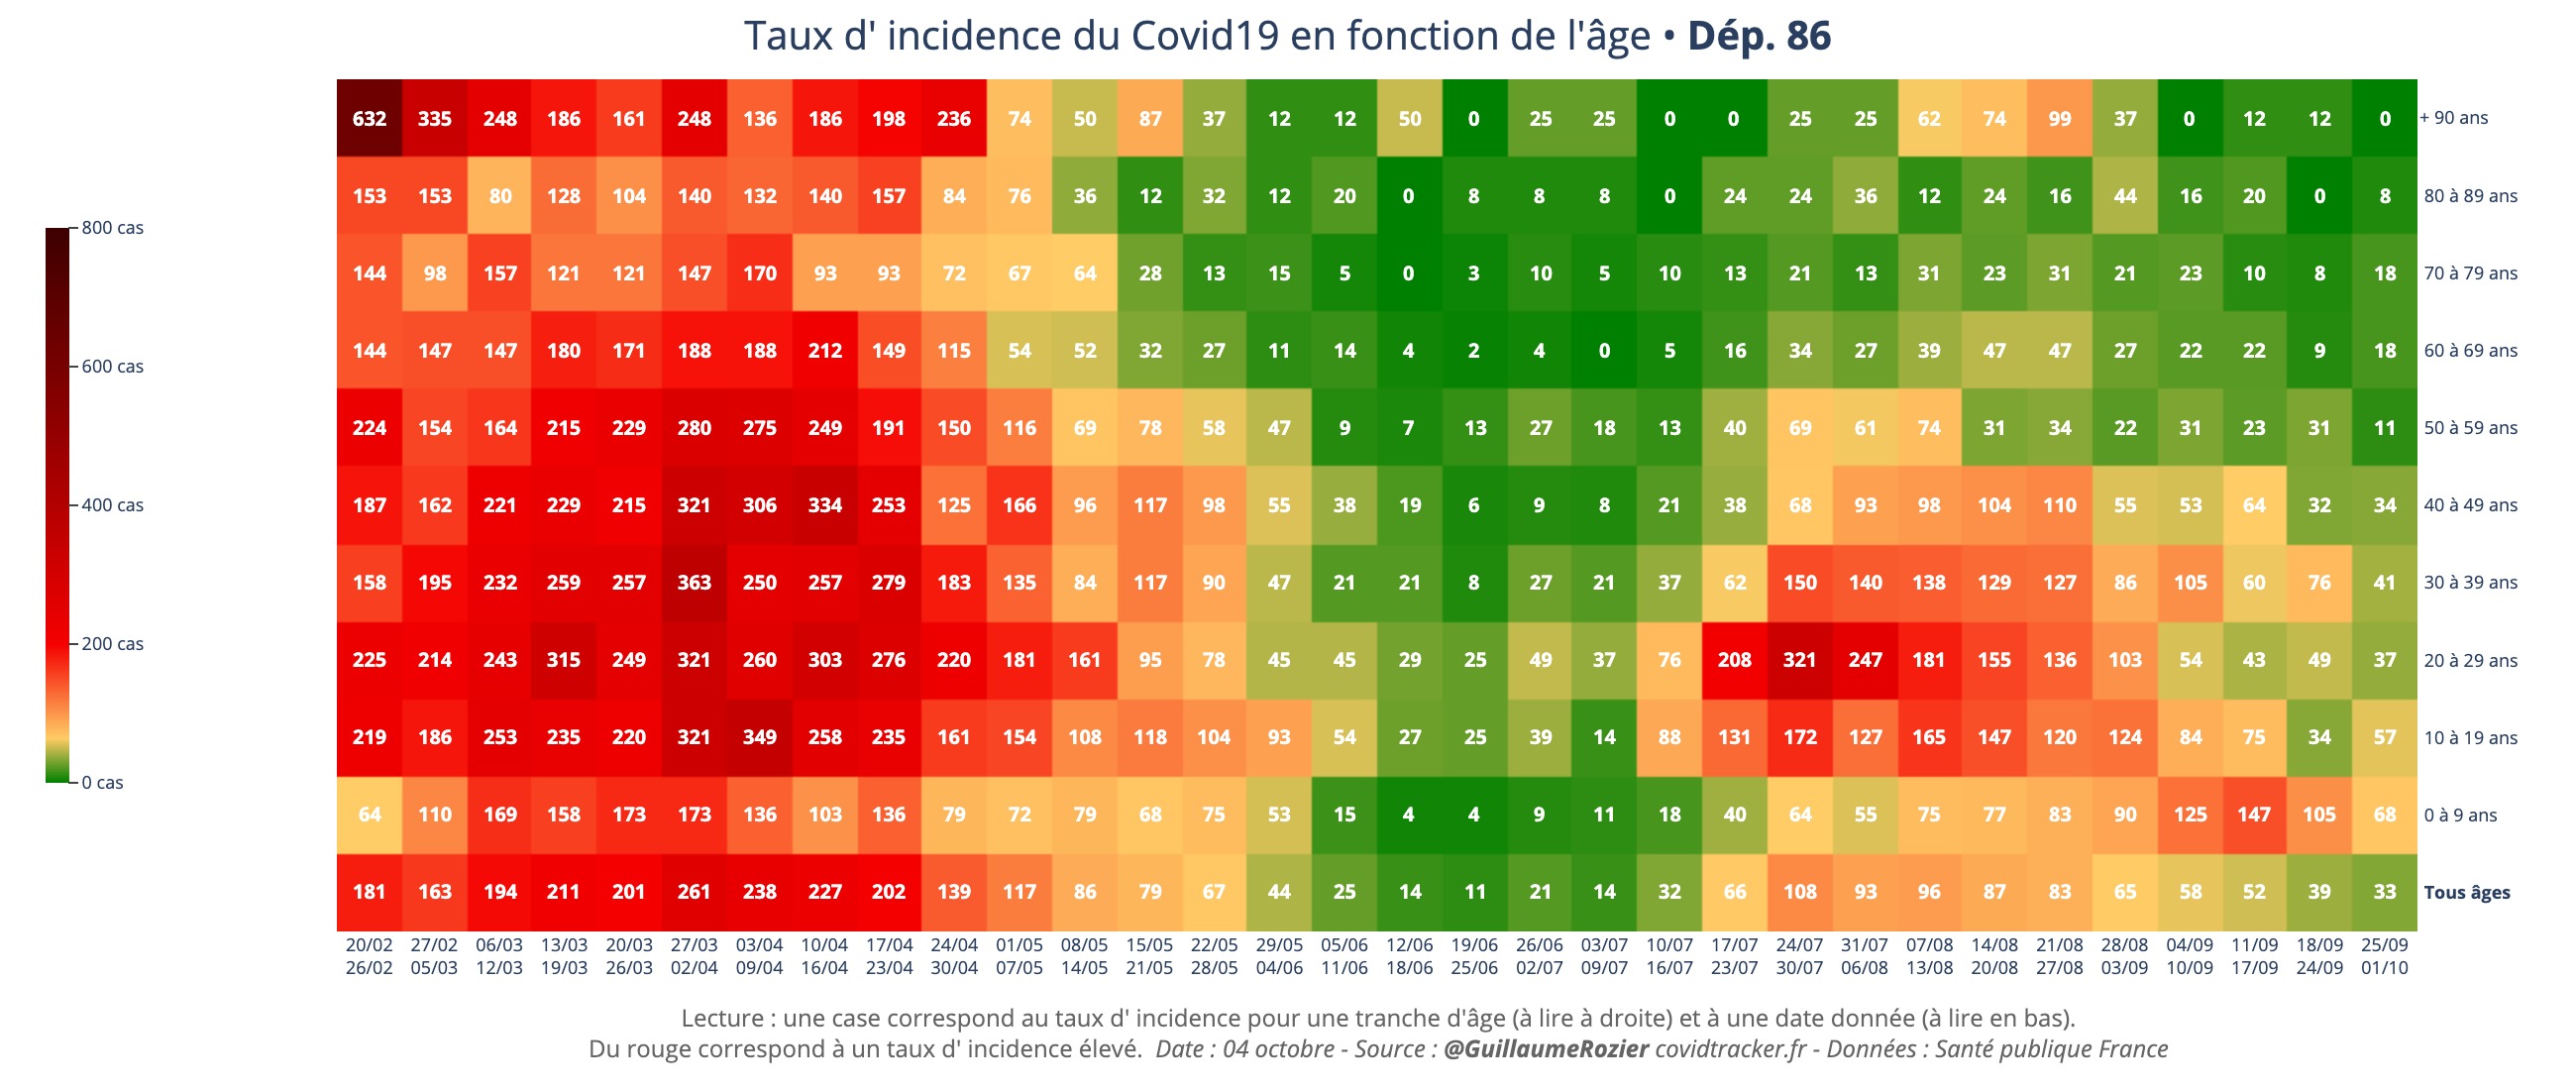 Taux d' incidence du Covid19 en fonction de l'âge • Dép. 86
632 335 248 186 161 248 136 186 198 236 74 50 87 37 12 12 50 0 25 25 0 0 25 25 62 74 99 37 0 12 12 0 + 90 ans
153 153 80 128 104 140 132 140 157 84 76 36 12 32 12 20 0 8 8 8 0 24 24 36 12 24 16 44 16 20 0 8 80 à 89 ans
800 cas
144 98 157 121 121 147 170 93 93 72 67 64 28 13 15 5 0 3 10 5 10 13 21 13 31 23 31 21 23 10 8 18 70 à 79 ans
144 147 147 180 171 188 188 212 149 115 54 52 32 27 11 14 4 2 4 0 5 16 34 27 39 47 47 27 22 22 9 18 60 à 69 ans
600 cas
224 154 164 215 229 280 275 249 191 150 116 69 78 58 47 9 7 13 27 18 13 40 69 61 74 31 34 22 31 23 31 11 50 à 59 ans
400 cas
187 162 221 229 215 321 306 334 253 125 166 96 117 98 55 38 19 6 9 8 21 38 68 93 98 104 110 55 53 64 32 34 40 à 49 ans
158 195 232 259 257 363 250 257 279 183 135 84 117 90 47 21 21 8 27 21 37 62 150 140 138 129 127 86 105 60 76 41 30 à 39 ans
200 cas
225 214 243 315 249 321 260 303 276 220 181 161 95 78 45 45 29 25 49 37 76 208 321 247 181 155 136 103 54 43 49 37 20 à 29 ans
219 186 253 235 220 321 349 258 235 161 154 108 118 104 93 54 27 25 39 14 88 131 172 127 165 147 120 124 84 75 34 57 10 à 19 ans
0 cas
64 110 169 158 173 173 136 103 136 79 72 79 68 75 53 15 4 4 9 11 18 40 64 55 75 77 83 90 125 147 105 68 0 à 9 ans
181 163 194 211 201 261 238 227 202 139 117 86 79 67 44 25 14 11 21 14 32 66 108 93 96 87 83 65 58 52 39 33 Tous âges
20/02 27/02 06/03 13/03 20/03 27/03 03/04 10/04 17/04 24/04 01/05 08/05 15/05 22/05 29/05 05/06 12/06 19/06 26/06 03/07 10/07 17/07 24/07 31/07 07/08 14/08 21/08 28/08 04/09 11/09 18/09 25/09
26/02 05/03 12/03 19/03 26/03 02/04 09/04 16/04 23/04 30/04 07/05 14/05 21/05 28/05 04/06 11/06 18/06 25/06 02/07 09/07 16/07 23/07 30/07 06/08 13/08 20/08 27/08 03/09 10/09 17/09 24/09 01/10
Lecture : une case correspond au taux d' incidence pour une tranche d'âge (à lire à droite) et à une date donnée (à lire en bas).
Du rouge correspond à un taux d' incidence élevé. Date : 04 octobre - Source : @GuillaumeRozier covidtracker.fr - Données : Santé publique France